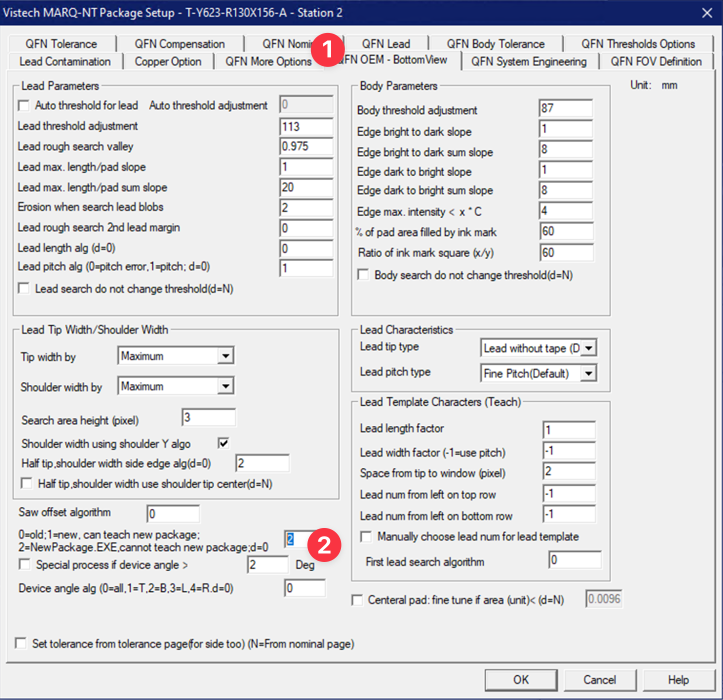 Vistech MARQ-NT Package Setup - T-Y623-R130X156-A - Station 2
QFN Tolerance
QFN Compensation
QFN Nomin
1
QFN Lead
QFN Body Tolerance
QFN Thresholds Options
Lead Contamination
Copper Option
QFN More Options
QFN OEM - BottomView
QFN System Engineering
QFN FOV Definition
Lead Parameters
Auto threshold for lead Auto threshold adjustment 0
Lead threshold adjustment 113
Lead rough search valley 0.975
Lead max. length/pad slope 1
Lead max. length/pad sum slope 20
Erosion when search lead blobs 2
Lead rough search 2nd lead margin 0
Lead length alg (d=0) 0
Lead pitch alg (0=pitch error,1=pitch; d=0) 1
Lead search do not change threshold(d=N)
Body Parameters
Body threshold adjustment 87
Edge bright to dark slope 1
Edge bright to dark sum slope 8
Edge dark to bright slope 1
Edge dark to bright sum slope 8
Edge max. intensity < x * C 4
% of pad area filled by ink mark 60
Ratio of ink mark square (x/y) 60
Body search do not change threshold(d=N)
Unit: mm
Lead Tip Width/Shoulder Width
Tip width by Maximum
Shoulder width by Maximum
Search area height (pixel) 3
Shoulder width using shoulder Y algo
Half tip,shoulder width side edge alg(d=0) 2
Half tip,shoulder width use shoulder tip center(d=N)
Lead Characteristics
Lead tip type Lead without tape (D
Lead pitch type Fine Pitch(Default)
Lead Template Characters (Teach)
Lead length factor 1
Lead width factor (-1=use pitch) -1
Space from tip to window (pixel) 2
Lead num from left on top row -1
Lead num from left on bottom row -1
Manually choose lead num for lead template
First lead search algorithm 0
Saw offset algorithm 0
0=old;1=new, can teach new package;
2=NewPackage.EXE,cannot teach new package;d=0 2
2
Special process if device angle > 2 Deg
Device angle alg (0=all,1=T,2=B,3=L,4=R.d=0) 0
Centeral pad: fine tune if area (unit)< (d=N) 0.0096
Set tolerance from tolerance page(for side too) (N=From nominal page)
OK
Cancel
Help